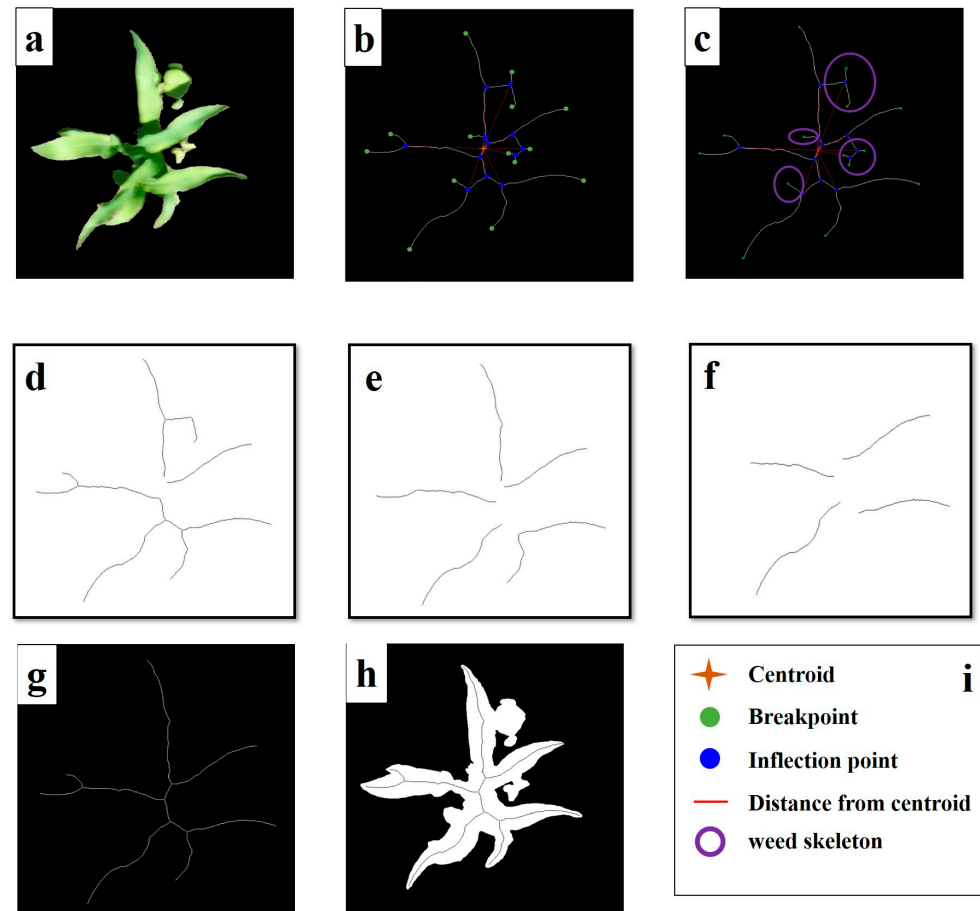 a
b
c
d
e
f
g
h
i
Centroid
Breakpoint
Inflection point
Distance from centroid
weed skeleton